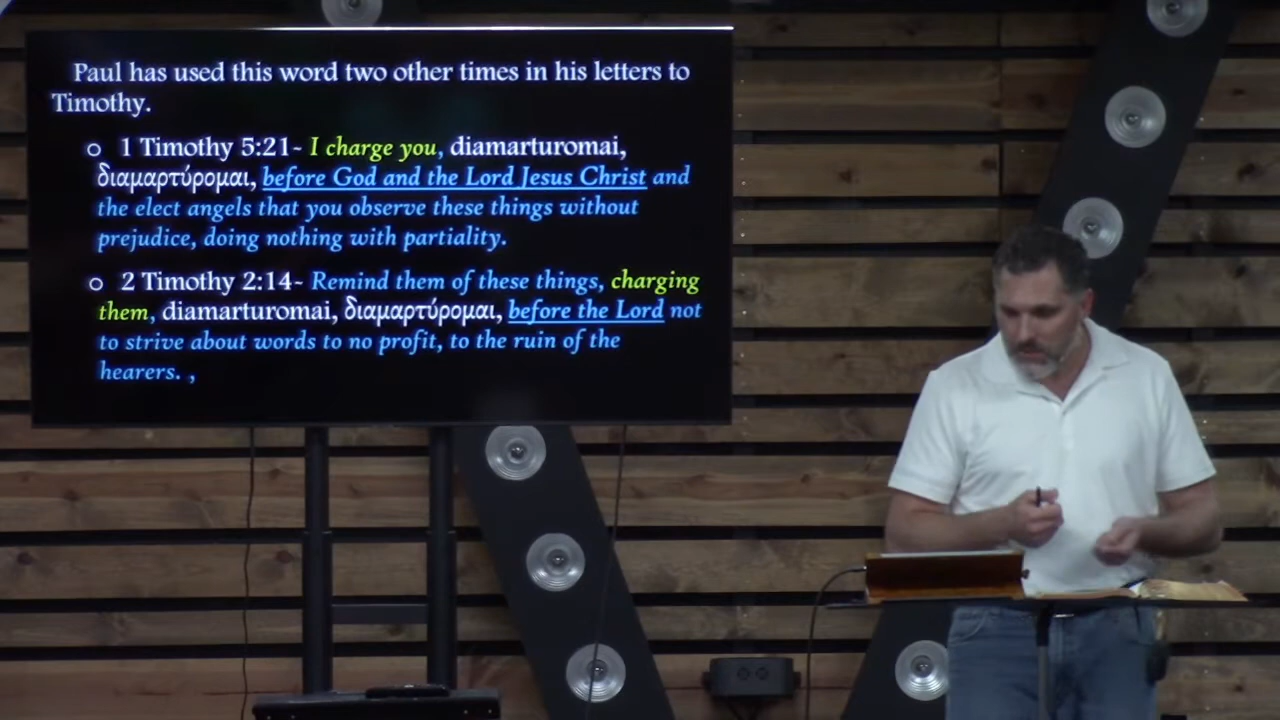 Paul has used this word two other times in his letters to
Timothy.
o 1 Timothy 5:21- I charge you, diamarturomai,
διαμαρτύρομαι, before God and the Lord Jesus Christ and
the elect angels that you observe these things without
prejudice, doing nothing with partiality.
o 2 Timothy 2:14- Remind them of these things, charging
them, diamarturomai, διαμαρτύρομαι, before the Lord not
to strive about words to no profit, to the ruin of the
hearers. ,